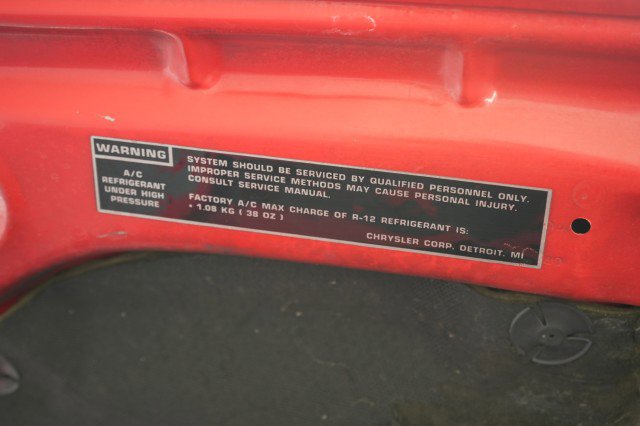 WARNING
A/C
REFRIGERANT
UNDER HIGH
PRESSURE
SYSTEM SHOULD BE SERVICED BY QUALIFIED PERSONNEL ONLY.
IMPROPER SERVICE METHODS MAY CAUSE PERSONAL INJURY.
CONSULT SERVICE MANUAL.
FACTORY A/C MAX CHARGE OF R-12 REFRIGERANT IS:
• 1.08 KG ( 38 OZ )
CHRYSLER CORP. DETROIT, MI